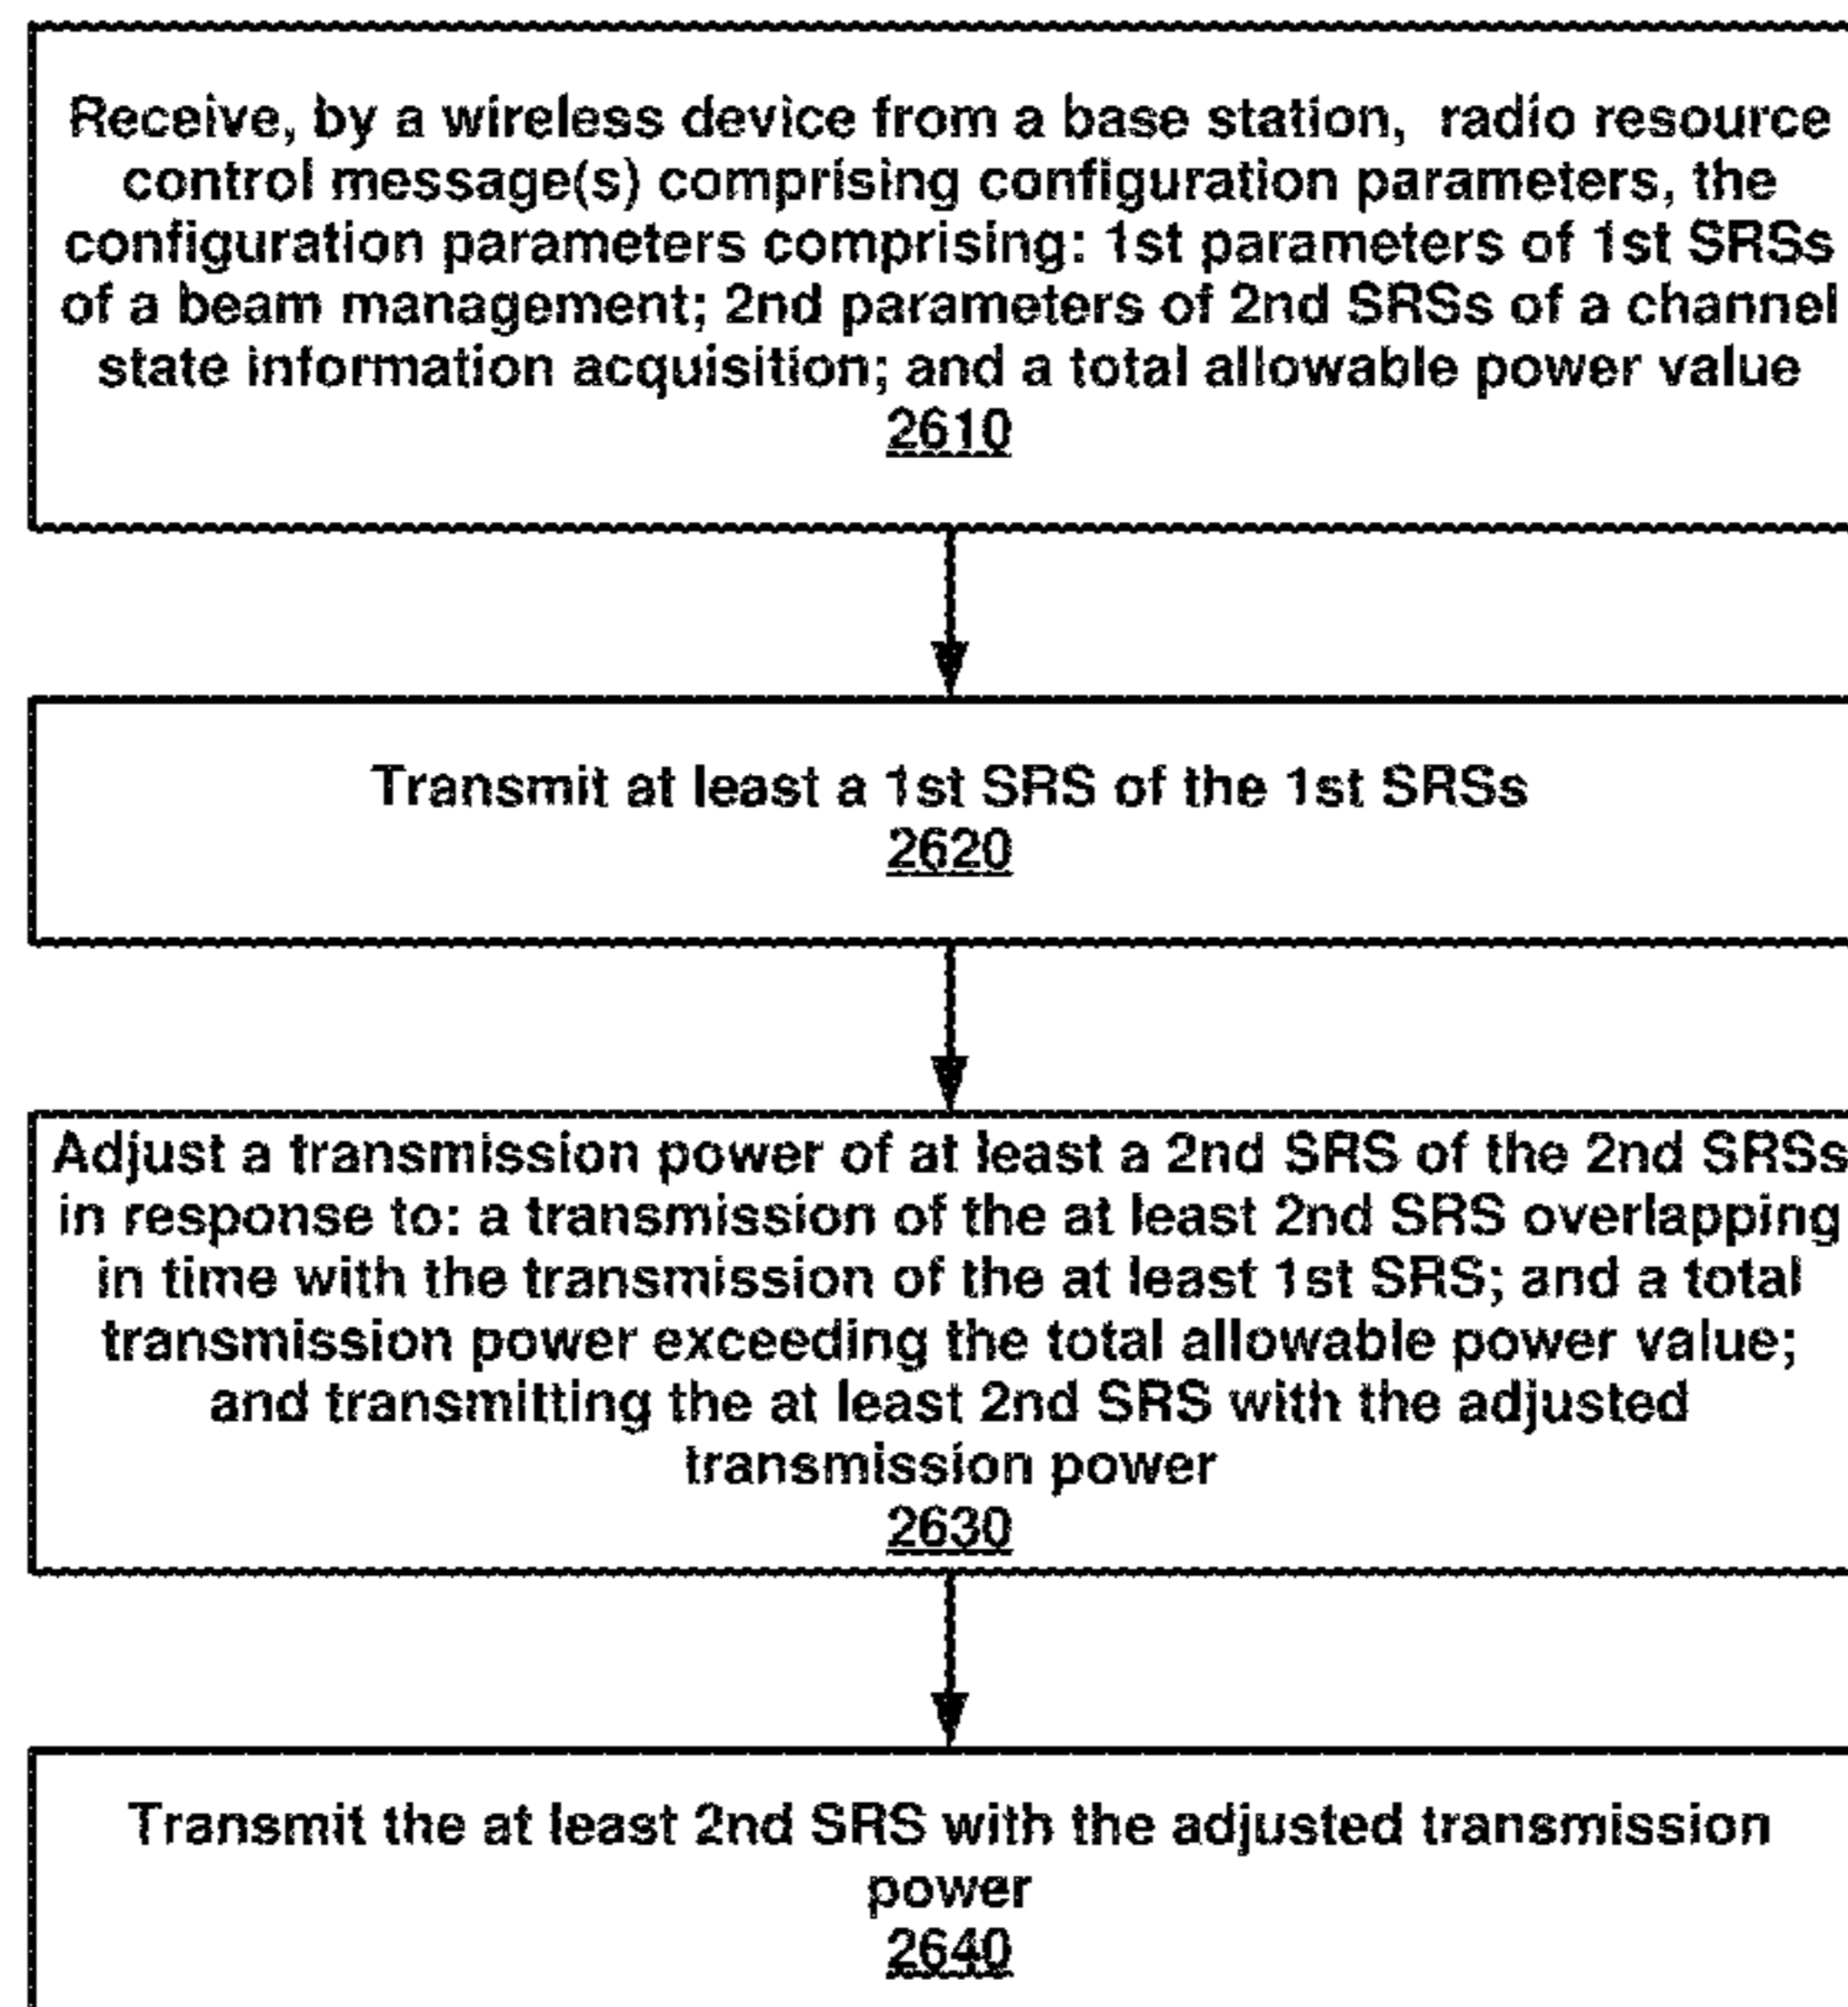 Receive, by a wireless device from a base station, radio resource
control message(s) comprising configuration parameters, the
configuration parameters comprising: 1st parameters of 1st SRSs
of a beam management; 2nd parameters of 2nd SRSs of a channel
state information acquisition; and a total allowable power value
2610
Transmit at least a 1st SRS of the 1st SRSs
2620
Adjust a transmission power of at least a 2nd SRS of the 2nd SRSs
in response to: a transmission of the at least 2nd SRS overlapping
in time with the transmission of the at least 1st SRS; and a total
transmission power exceeding the total allowable power value;
and transmitting the at least 2nd SRS with the adjusted
transmission power
2630
Transmit the at least 2nd SRS with the adjusted transmission
power
2640